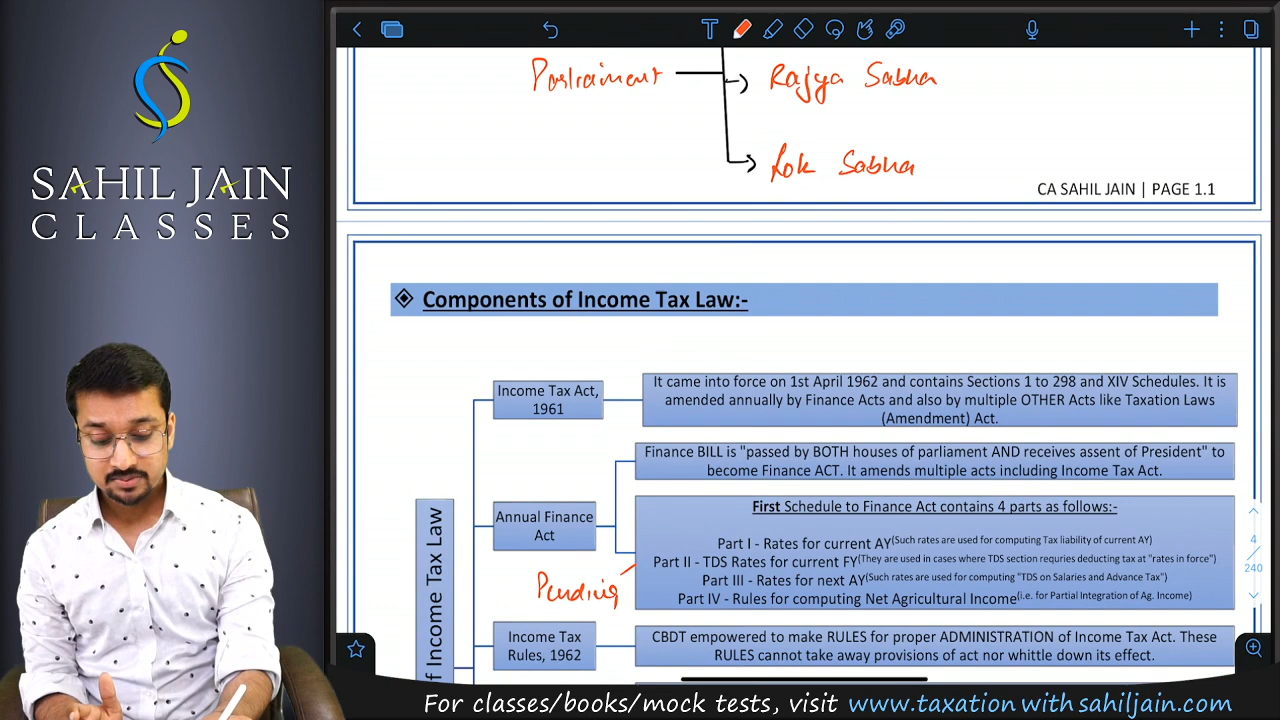 SAHIL JAIN
CLASSES
Parliament
Rajya Sabha
Lok Sabha
CA SAHIL JAIN | PAGE 1.1
Components of Income Tax Law:-
f Income Tax Law
Income Tax Act,
1961
It came into force on 1st April 1962 and contains Sections 1 to 298 and XIV Schedules. It is
amended annually by Finance Acts and also by multiple OTHER Acts like Taxation Laws
(Amendment) Act.
Annual Finance
Act
Finance BILL is "passed by BOTH houses of parliament AND receives assent of President" to
become Finance ACT. It amends multiple acts including Income Tax Act.
First Schedule to Finance Act contains 4 parts as follows:-
Part I - Rates for current AY(Such rates are used for computing Tax liability of current AY)
Part II - TDS Rates for current FY(They are used in cases where TDS section requries deducting tax at "rates in force")
Part III - Rates for next AY(Such rates are used for computing "TDS on Salaries and Advance Tax")
Part IV - Rules for computing Net Agricultural Income(i.e. for Partial Integration of Ag. Income)
Pending
Income Tax
Rules, 1962
CBDT empowered to make RULES for proper ADMINISTRATION of Income Tax Act. These
RULES cannot take away provisions of act nor whittle down its effect.
4
240
For classes/books/mock tests, visit www.taxation with sahiljain.com